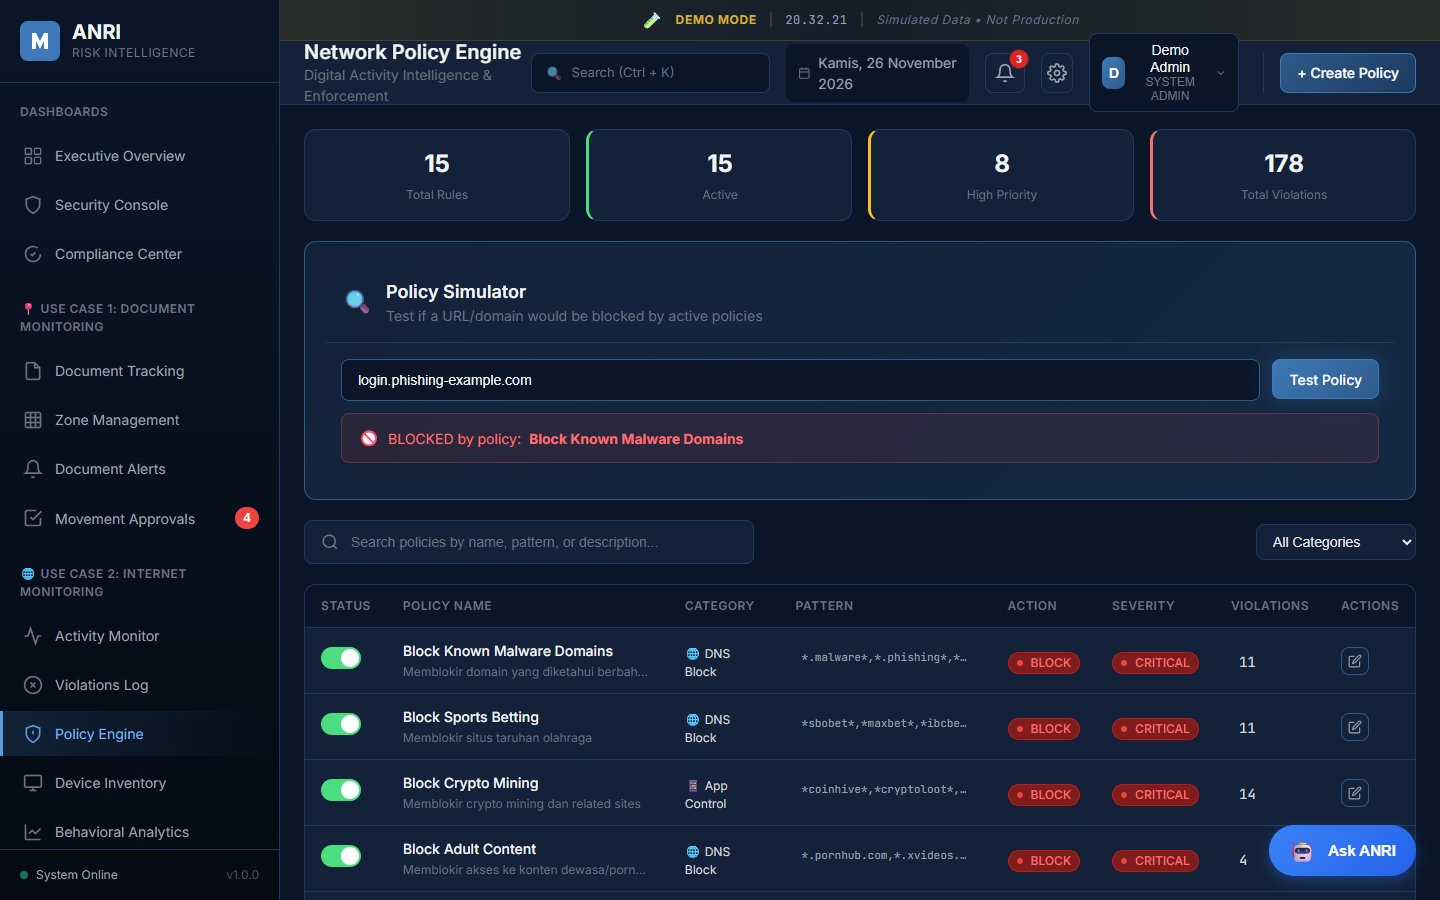 M
ANRI
RISK INTELLIGENCE
DASHBOARDS
Executive Overview
Security Console
Compliance Center
USE CASE 1: DOCUMENT
MONITORING
Document Tracking
Zone Management
Document Alerts
Movement Approvals 4
USE CASE 2: INTERNET
MONITORING
Activity Monitor
Violations Log
Policy Engine
Device Inventory
Behavioral Analytics
System Online v1.0.0
DEMO MODE | 20.32.21 | Simulated Data • Not Production
Network Policy Engine
Digital Activity Intelligence &
Enforcement
Search (Ctrl + K)
Kamis, 26 November
2026
3
D
Demo
Admin
SYSTEM
ADMIN
+ Create Policy
15
Total Rules
15
Active
8
High Priority
178
Total Violations
Policy Simulator
Test if a URL/domain would be blocked by active policies
login.phishing-example.com
Test Policy
BLOCKED by policy: Block Known Malware Domains
Search policies by name, pattern, or description...
All Categories
STATUS POLICY NAME CATEGORY PATTERN ACTION SEVERITY VIOLATIONS ACTIONS
Block Known Malware Domains
Memblokir domain yang diketahui berbah...
DNS
Block
*.malware*,*.phishing*,*…
BLOCK
CRITICAL
11
Block Sports Betting
Memblokir situs taruhan olahraga
DNS
Block
*sbobet*,*maxbet*,*ibcbe…
BLOCK
CRITICAL
11
Block Crypto Mining
Memblokir crypto mining dan related sites
App
Control
*coinhive*,*cryptoloot*,…
BLOCK
CRITICAL
14
Block Adult Content
Memblokir akses ke konten dewasa/porn...
DNS
Block
*.pornhub.com,*.xvideos.…
BLOCK
CRITICAL
4
Ask ANRI